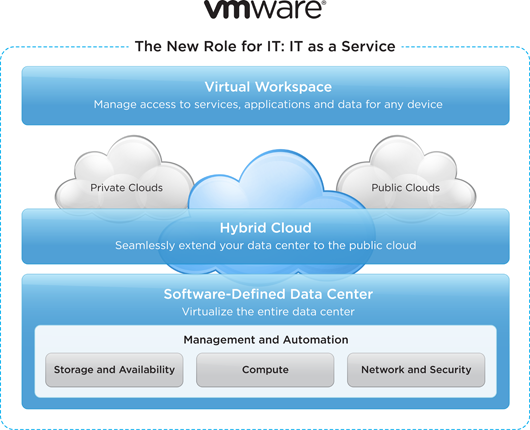 vmware®
The New Role for IT: IT as a Service
Virtual Workspace
Manage access to services, applications and data for any device
Private Clouds
Public Clouds
Hybrid Cloud
Seamlessly extend your data center to the public cloud
Software-Defined Data Center
Virtualize the entire data center
Management and Automation
Storage and Availability
Compute
Network and Security